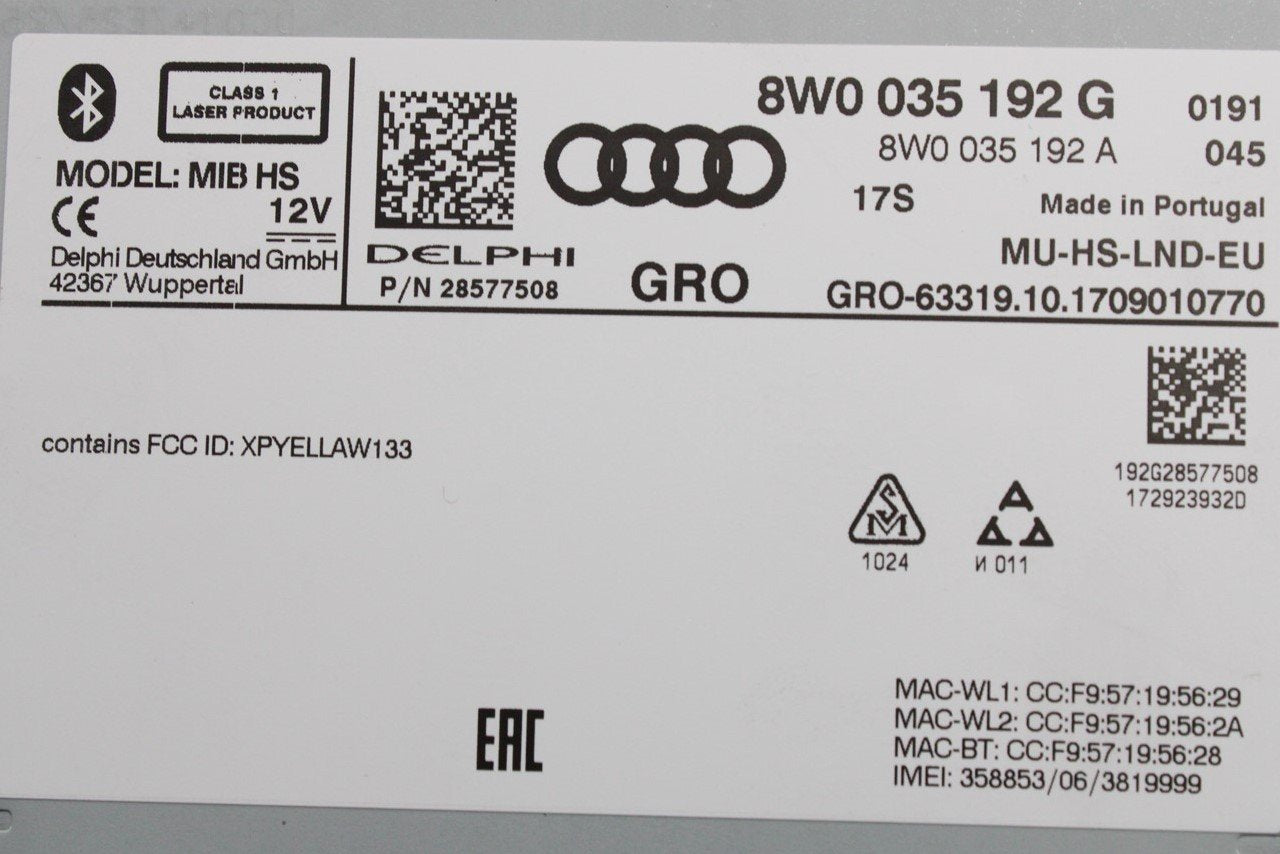 CLASS 1
LASER PRODUCT
MODEL: MIB HS
CE
12V
Delphi Deutschland GmbH
42367 Wuppertal
DELPHI
P/N 28577508
GRO
8W0 035 192 G 0191
8W0 035 192 A 045
17S Made in Portugal
MU-HS-LND-EU
GRO-63319.10.1709010770
contains FCC ID: XPYELLAW133
192G28577508
172923932D
S
M
1024
A
A A
И 011
EAC
MAC-WL1: CC:F9:57:19:56:29
MAC-WL2: CC:F9:57:19:56:2A
MAC-BT: CC:F9:57:19:56:28
IMEI: 358853/06/3819999